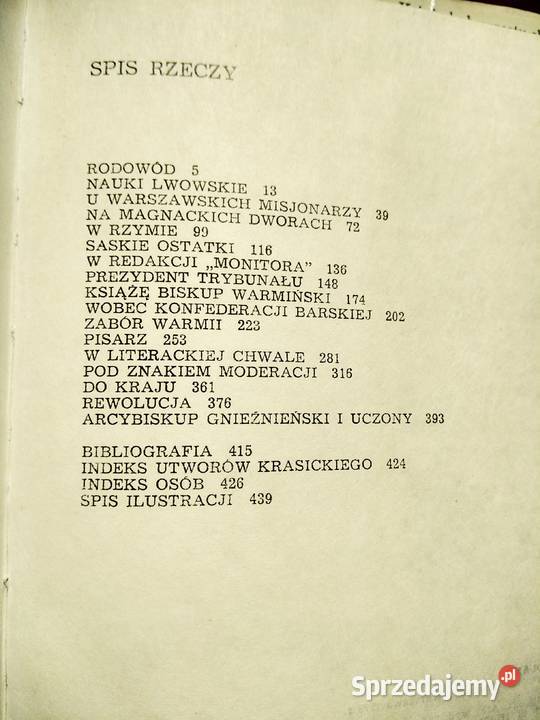 SPIS RZECZY
RODOWÓD 5
NAUKI LWOWSKIE 13
U WARSZAWSKICH MISJONARZY 39
NA MAGNACKICH DWORACH 72
W RZYMIE 99
SASKIE OSTATKI 116
W REDAKCJI „MONITORA” 136
PREZYDENT TRYBUNAŁU 148
KSIĄŻĘ BISKUP WARMIŃSKI 174
WOBEC KONFEDERACJI BARSKIEJ 202
ZABÓR WARMII 223
PISARZ 253
W LITERACKIEJ CHWALE 281
POD ZNAKIEM MODERACJI 316
DO KRAJU 361
REWOLUCJA 376
ARCYBISKUP GNIEŹNIEŃSKI I UCZONY 393
BIBLIOGRAFIA 415
INDEKS UTWORÓW KRASICKIEGO 424
INDEKS OSÓB 426
SPIS ILUSTRACJI 439
Sprzedajemy.pl